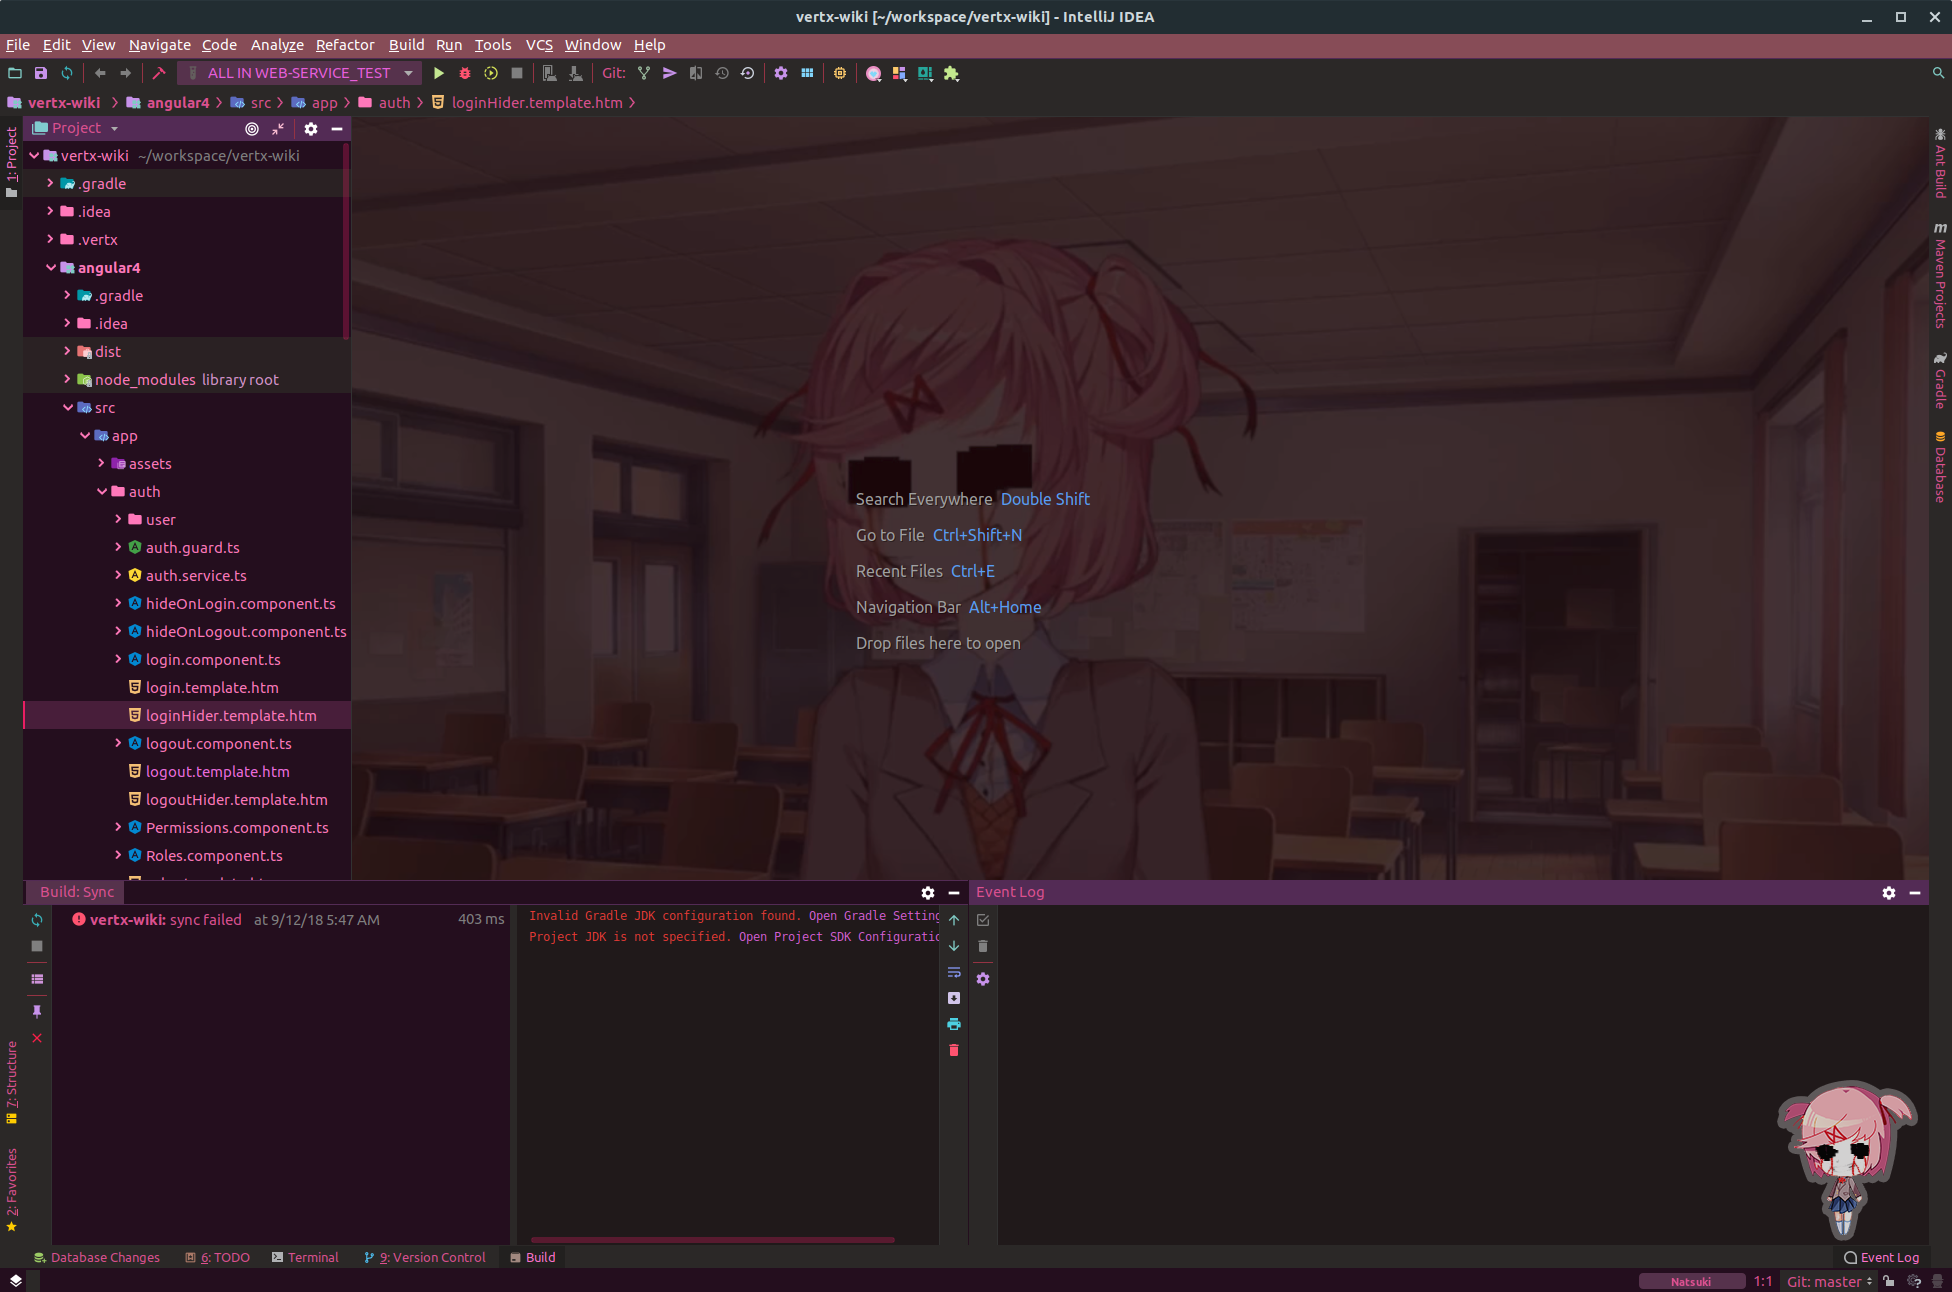 vertx-wiki [~/workspace/vertx-wiki] - IntelliJ IDEA
File Edit View Navigate Code Analyze Refactor Build Run Tools VCS Window Help
ALL IN WEB-SERVICE_TEST Git:
vertx-wiki angular4 src app auth loginHider.template.htm
Project
1: Project
vertx-wiki ~/workspace/vertx-wiki
.gradle
.idea
.vertx
angular4
.gradle
.idea
dist
node_modules library root
src
app
assets
auth
user
auth.guard.ts
auth.service.ts
hideOnLogin.component.ts
hideOnLogout.component.ts
login.component.ts
login.template.htm
loginHider.template.htm
logout.component.ts
logout.template.htm
logoutHider.template.htm
Permissions.component.ts
Roles.component.ts
Search Everywhere Double Shift
Go to File Ctrl+Shift+N
Recent Files Ctrl+E
Navigation Bar Alt+Home
Drop files here to open
Ant Build
m Maven Projects
Gradle
Database
Build: Sync
vertx-wiki: sync failed at 9/12/18 5:47 AM 403 ms
Invalid Gradle JDK configuration found. Open Gradle Setting
Project JDK is not specified. Open Project SDK Configuratio
Event Log
7: Structure
2: Favorites
Database Changes 6: TODO Terminal 9: Version Control Build Event Log
Natsuki 1:1 Git: master